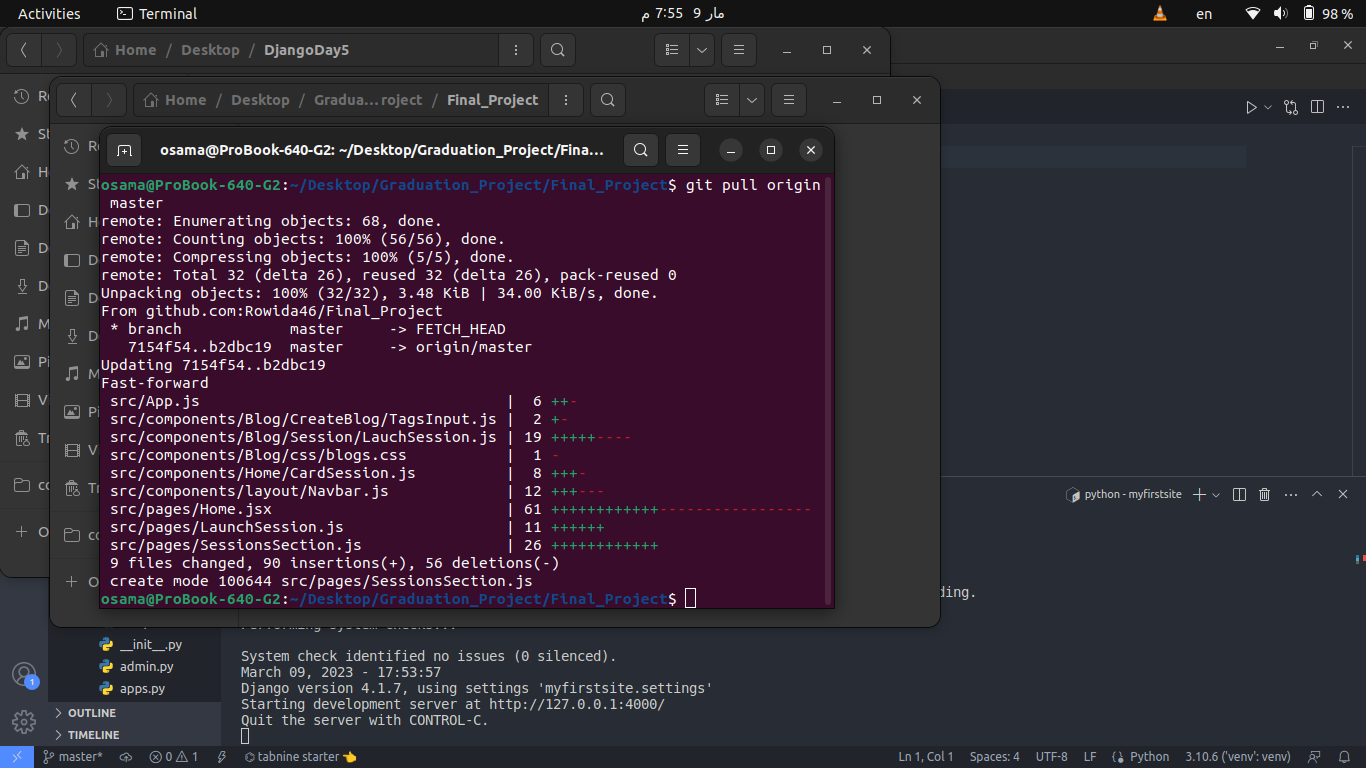 Activities
Terminal
مار 9  7:55 م
en
98 %
Home / Desktop / DjangoDay5
Home / Desktop / Gradua…roject / Final_Project
osama@ProBook-640-G2: ~/Desktop/Graduation_Project/Fina...
osama@ProBook-640-G2:~/Desktop/Graduation_Project/Final_Project$ git pull origin
 master
remote: Enumerating objects: 68, done.
remote: Counting objects: 100% (56/56), done.
remote: Compressing objects: 100% (5/5), done.
remote: Total 32 (delta 26), reused 32 (delta 26), pack-reused 0
Unpacking objects: 100% (32/32), 3.48 KiB | 34.00 KiB/s, done.
From github.com:Rowida46/Final_Project
 * branch            master     -> FETCH_HEAD
   7154f54..b2dbc19  master     -> origin/master
Updating 7154f54..b2dbc19
Fast-forward
 src/App.js                                  |  6 ++-
 src/components/Blog/CreateBlog/TagsInput.js |  2 +-
 src/components/Blog/Session/LauchSession.js | 19 +++++----
 src/components/Blog/css/blogs.css           |  1 -
 src/components/Home/CardSession.js          |  8 +++-
 src/components/layout/Navbar.js             | 12 +++---
 src/pages/Home.jsx                          | 61 ++++++++++++-----------------
 src/pages/LaunchSession.js                  | 11 ++++++
 src/pages/SessionsSection.js                | 26 ++++++++++++
 9 files changed, 90 insertions(+), 56 deletions(-)
 create mode 100644 src/pages/SessionsSection.js
osama@ProBook-640-G2:~/Desktop/Graduation_Project/Final_Project$
python - myfirstsite
ding.
__init__.py
admin.py
apps.py
OUTLINE
TIMELINE
System check identified no issues (0 silenced).
March 09, 2023 - 17:53:57
Django version 4.1.7, using settings 'myfirstsite.settings'
Starting development server at http://127.0.0.1:4000/
Quit the server with CONTROL-C.
1
master*
0 1
tabnine starter
Ln 1, Col 1
Spaces: 4
UTF-8
LF
Python
3.10.6 ('venv': venv)